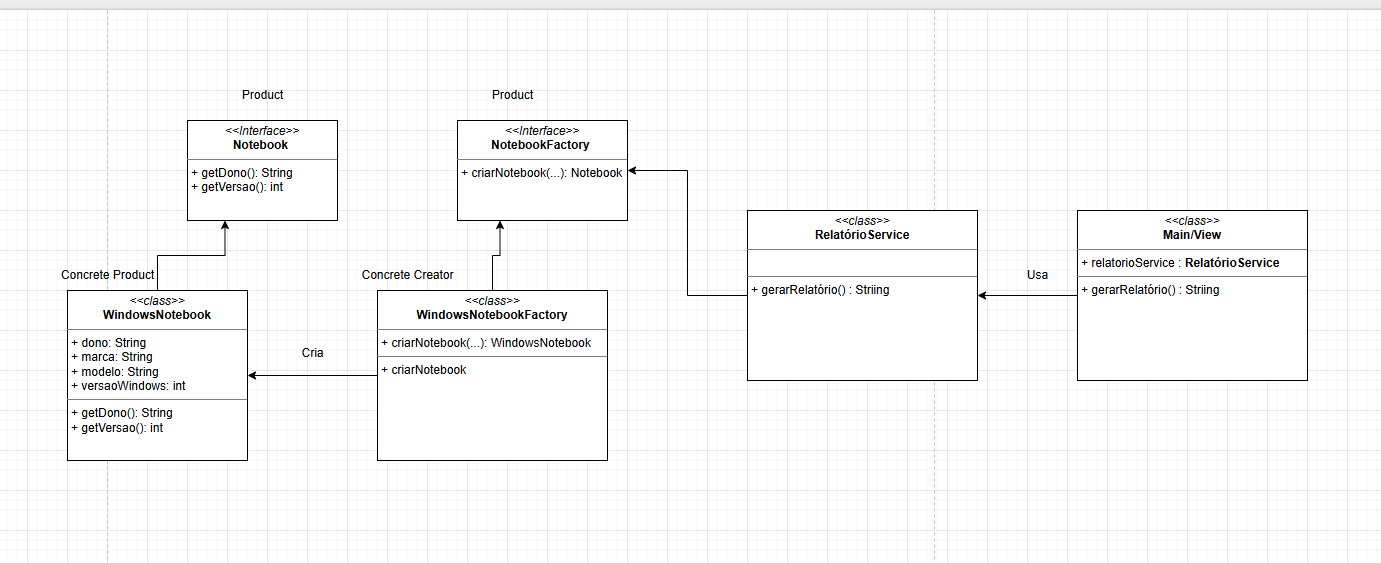 Product
<<Interface>>
Notebook
+ getDono(): String
+ getVersao(): int
Product
<<Interface>>
NotebookFactory
+ criarNotebook(...): Notebook
Concrete Product
<<class>>
WindowsNotebook
+ dono: String
+ marca: String
+ modelo: String
+ versaoWindows: int
+ getDono(): String
+ getVersao(): int
Cria
Concrete Creator
<<class>>
WindowsNotebookFactory
+ criarNotebook(...): WindowsNotebook
+ criarNotebook
<<class>>
RelatórioService
+ gerarRelatório() : Striing
Usa
<<class>>
Main/View
+ relatorioService : RelatórioService
+ gerarRelatório() : Striing